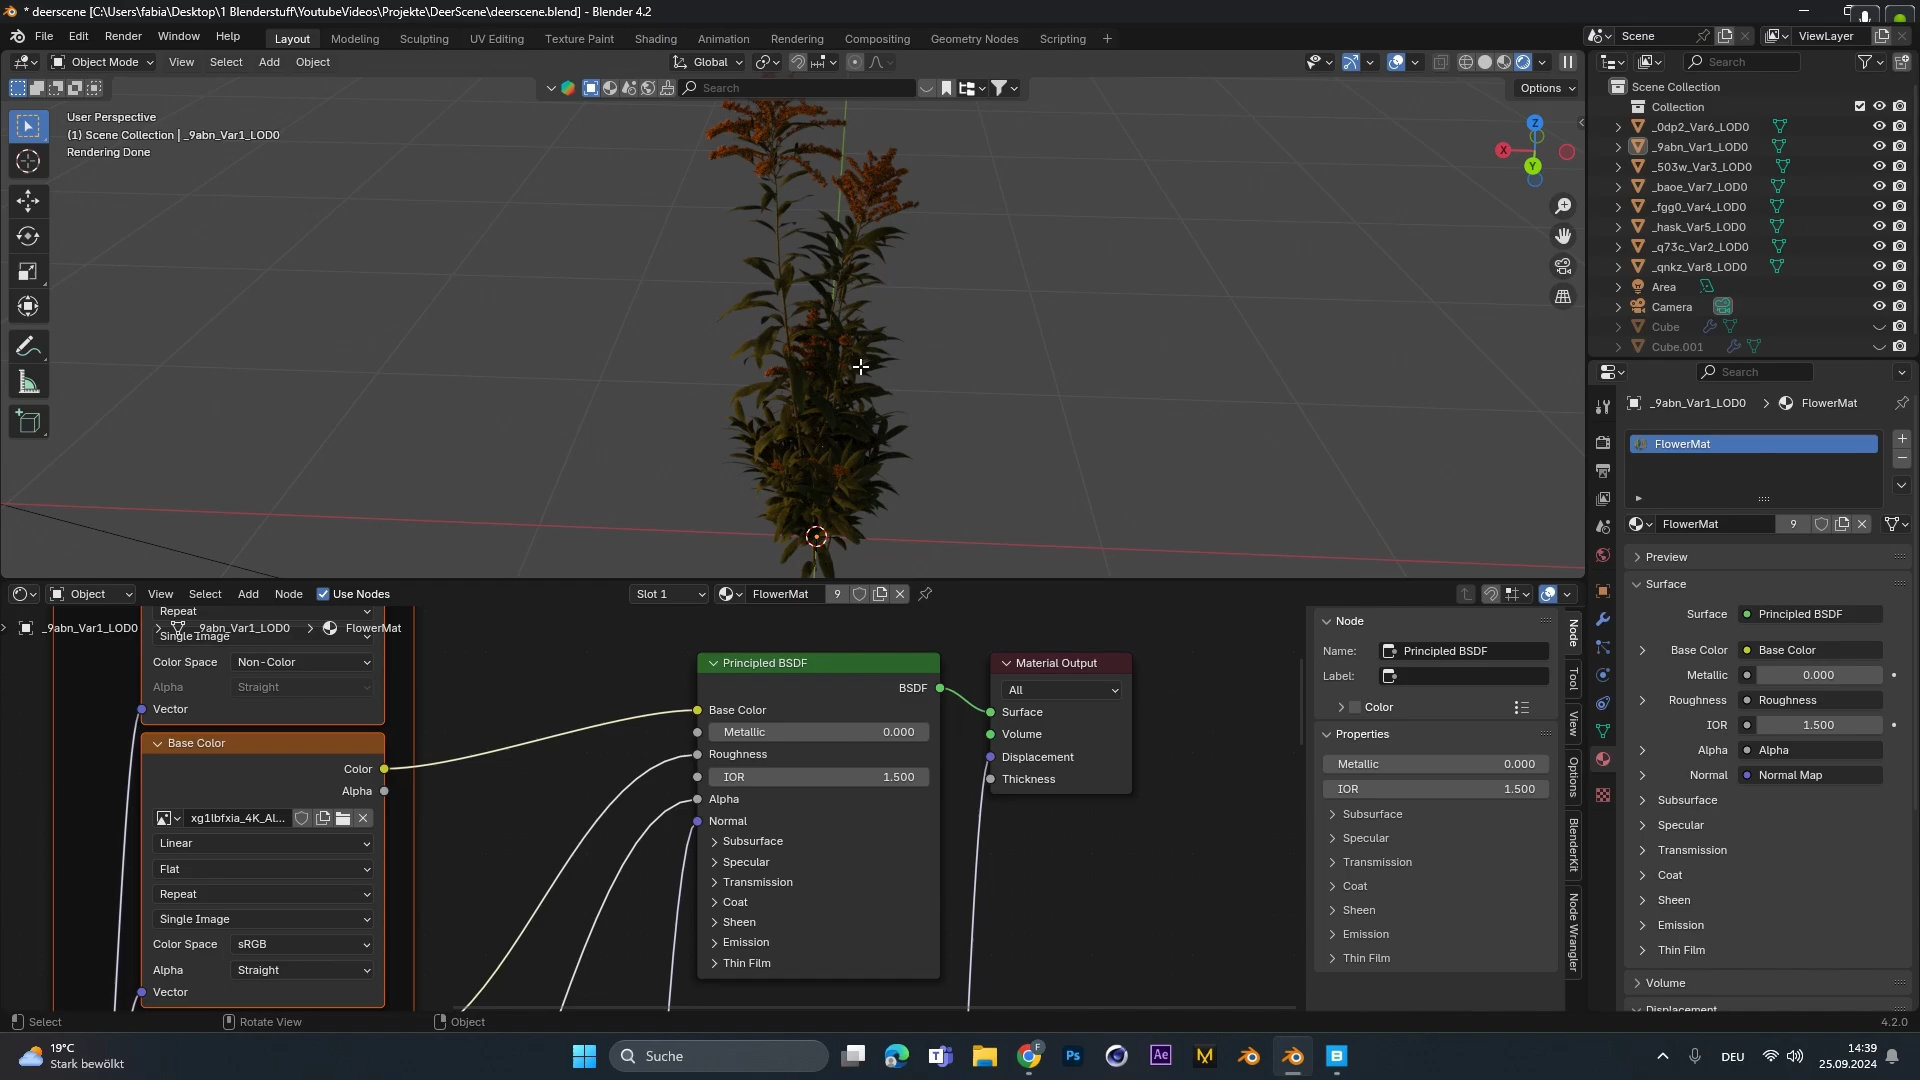 * deerscene [C:\Users\fabia\Desktop\1 Blenderstuff\YoutubeVideos\Projekte\DeerScene\deerscene.blend] - Blender 4.2
File Edit Render Window Help Layout Modeling Sculpting UV Editing Texture Paint Shading Animation Rendering Compositing Geometry Nodes Scripting + Scene ViewLayer
Object Mode View Select Add Object Global Search
Search Options
User Perspective
(1) Scene Collection | _9abn_Var1_LOD0
Rendering Done
Z
X
Y
Scene Collection
Collection
_0dp2_Var6_LOD0
_9abn_Var1_LOD0
_503w_Var3_LOD0
_baoe_Var7_LOD0
_fgg0_Var4_LOD0
_hask_Var5_LOD0
_q73c_Var2_LOD0
_qnkz_Var8_LOD0
Area
Camera
Cube
Cube.001
Search
_9abn_Var1_LOD0 > FlowerMat
FlowerMat
FlowerMat 9
Preview
Surface
Surface Principled BSDF
Base Color Base Color
Metallic 0.000
Roughness Roughness
IOR 1.500
Alpha Alpha
Normal Normal Map
Subsurface
Specular
Transmission
Coat
Sheen
Emission
Thin Film
Volume
Displacement
Object View Select Add Node Use Nodes Slot 1 FlowerMat 9
Repeat
_9abn_Var1_LOD0 > _9abn_Var1_LOD0 > FlowerMat
Single Image
Color Space Non-Color
Alpha Straight
Vector
Base Color
Color
Alpha
xg1lbfxia_4K_Al...
Linear
Flat
Repeat
Single Image
Color Space sRGB
Alpha Straight
Vector
Principled BSDF
BSDF
Base Color
Metallic 0.000
Roughness
IOR 1.500
Alpha
Normal
Subsurface
Specular
Transmission
Coat
Sheen
Emission
Thin Film
Material Output
All
Surface
Volume
Displacement
Thickness
Node
Name: Principled BSDF
Label:
Color
Properties
Metallic 0.000
IOR 1.500
Subsurface
Specular
Transmission
Coat
Sheen
Emission
Thin Film
Node
Tool
View
Options
BlenderKit
Node Wrangler
Select Rotate View Object 4.2.0
19°C
Stark bewölkt
Suche
F
Ps
Ae
M
B
DEU
14:39
25.09.2024